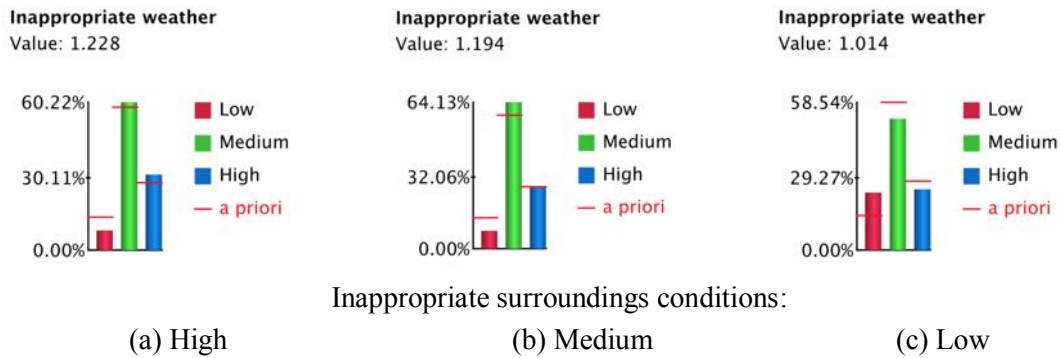 Inappropriate weather
Value: 1.228
60.22%
30.11%
0.00%
Low
Medium
High
a priori
Inappropriate weather
Value: 1.194
64.13%
32.06%
0.00%
Low
Medium
High
a priori
Inappropriate weather
Value: 1.014
58.54%
29.27%
0.00%
Low
Medium
High
a priori
Inappropriate surroundings conditions:
(a) High
(b) Medium
(c) Low